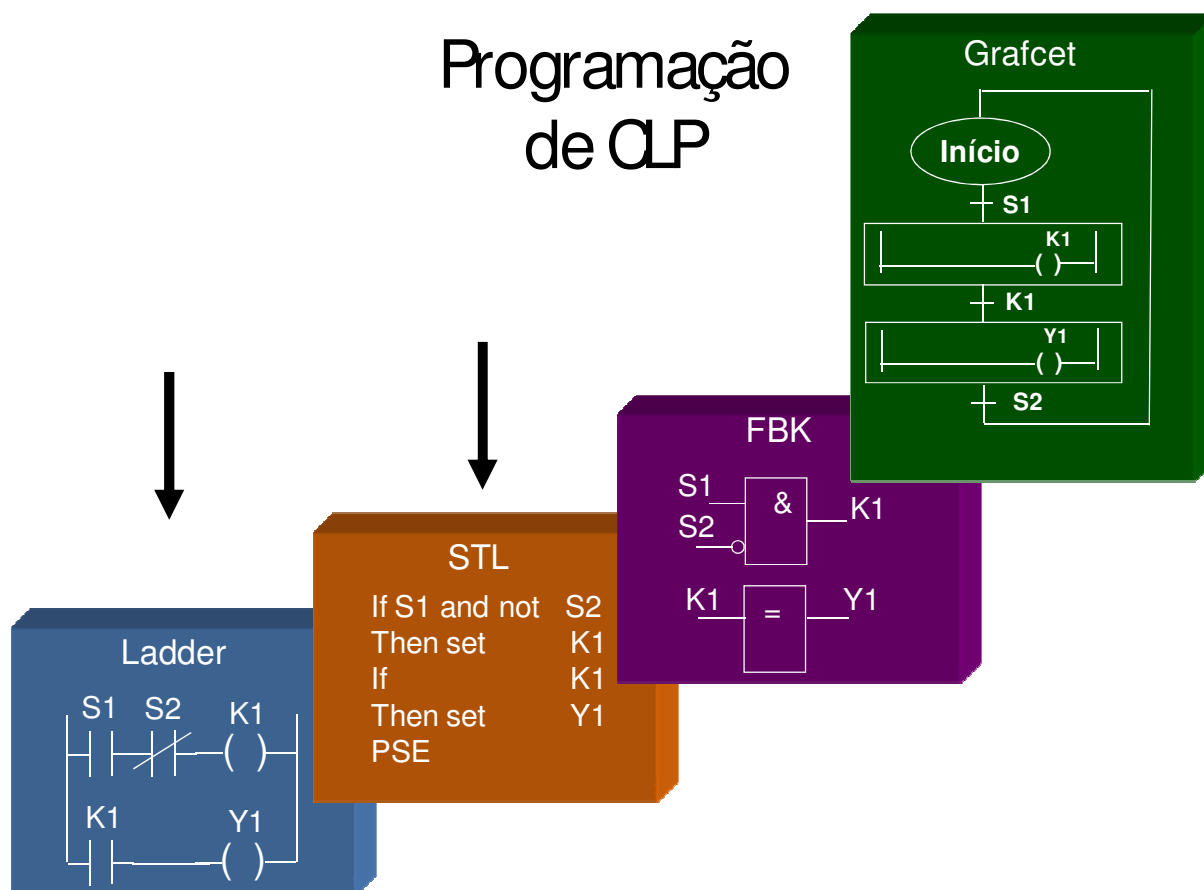 Programação
de CLP
Grafcet
Início
S1
K1
( )
K1
Y1
( )
S2
FBK
S1
&
K1
S2
K1
=
Y1
STL
If S1 and not S2
Then set K1
If K1
Then set Y1
PSE
Ladder
S1 S2 K1
( )
K1 Y1
( )